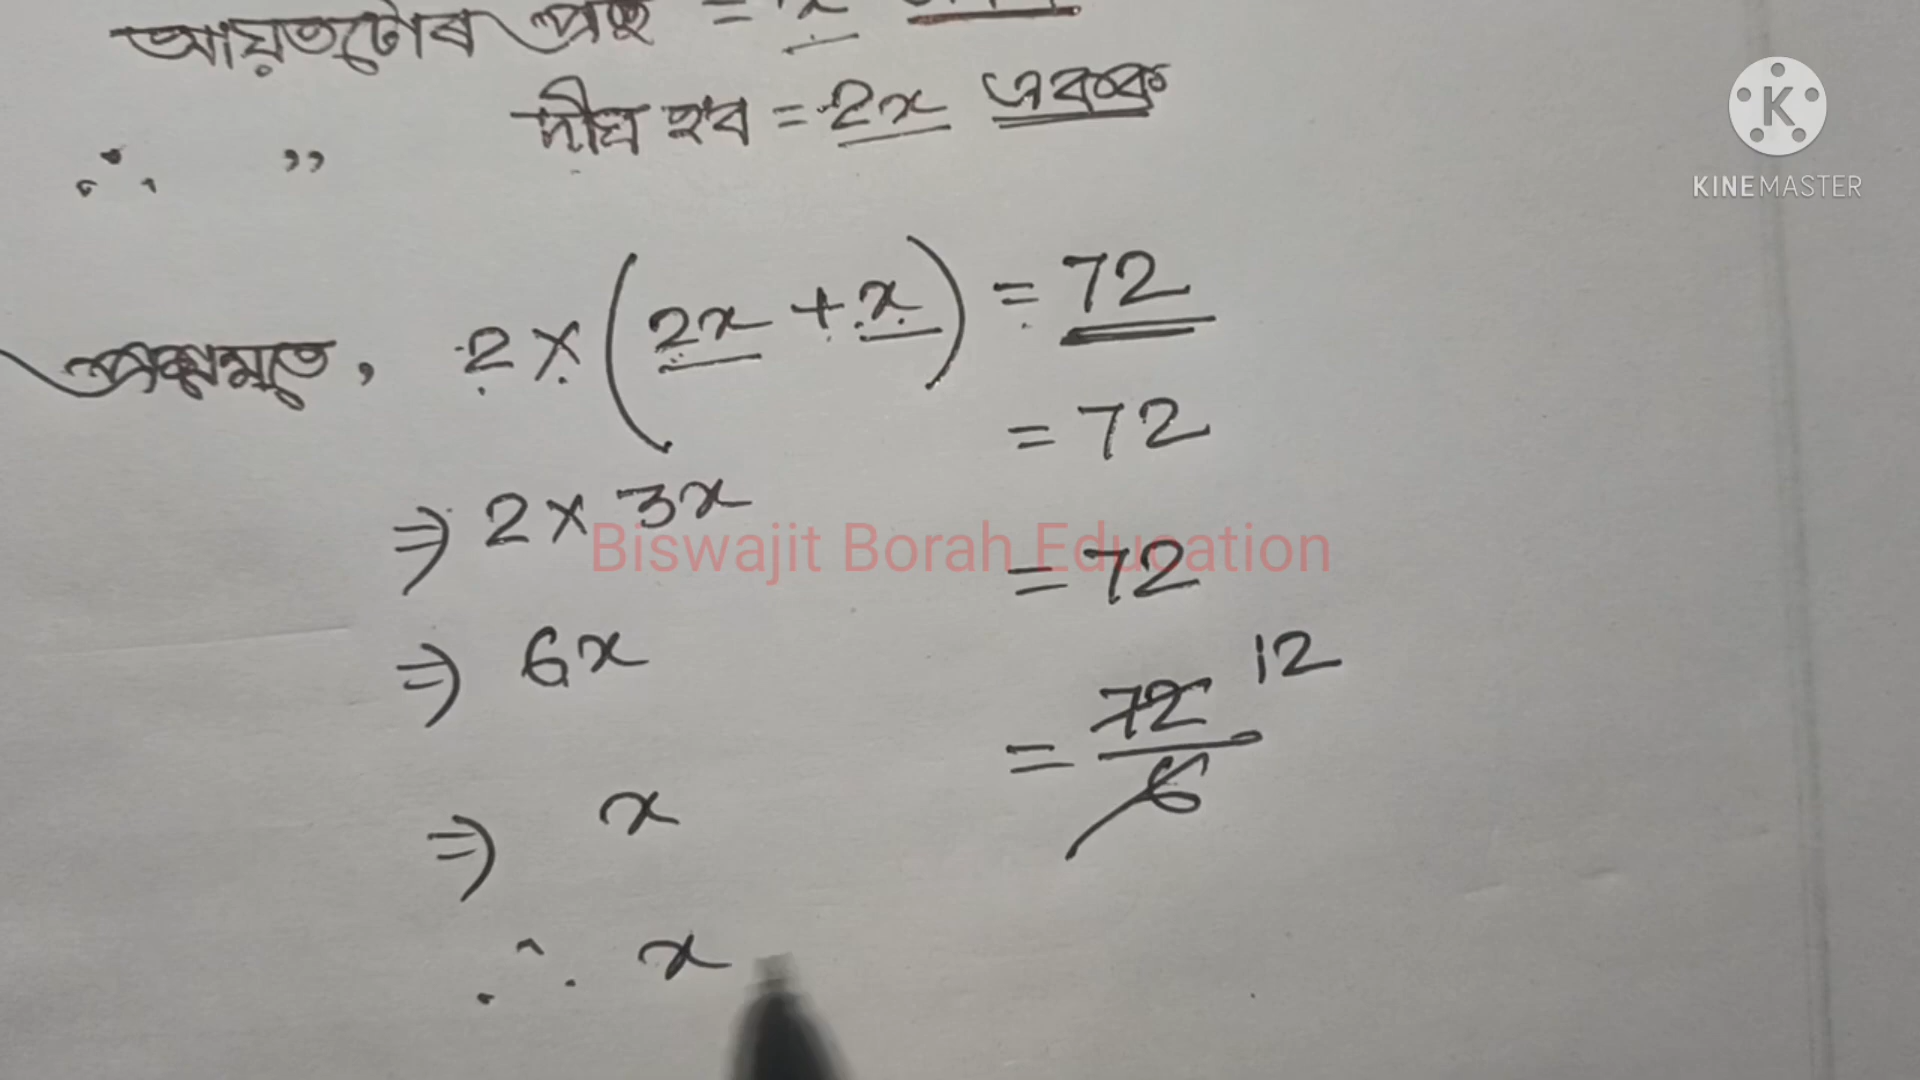 আয়তটোৰ প্ৰস্থ = x
দীঘ হব = 2x একক
∴ ”
প্ৰশ্নমতে, 2 × (2x + x) = 72
⇒ 2 × 3x = 72
⇒ 6x = 72
⇒ x = 72/6 12
∴ x
KINEMASTER
Biswajit Borah Education